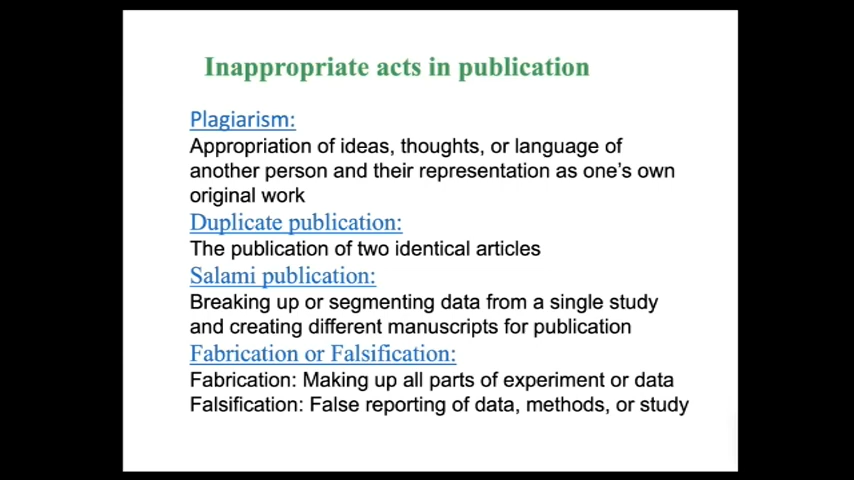 Inappropriate acts in publication
Plagiarism:
Appropriation of ideas, thoughts, or language of
another person and their representation as one's own
original work
Duplicate publication:
The publication of two identical articles
Salami publication:
Breaking up or segmenting data from a single study
and creating different manuscripts for publication
Fabrication or Falsification:
Fabrication: Making up all parts of experiment or data
Falsification: False reporting of data, methods, or study